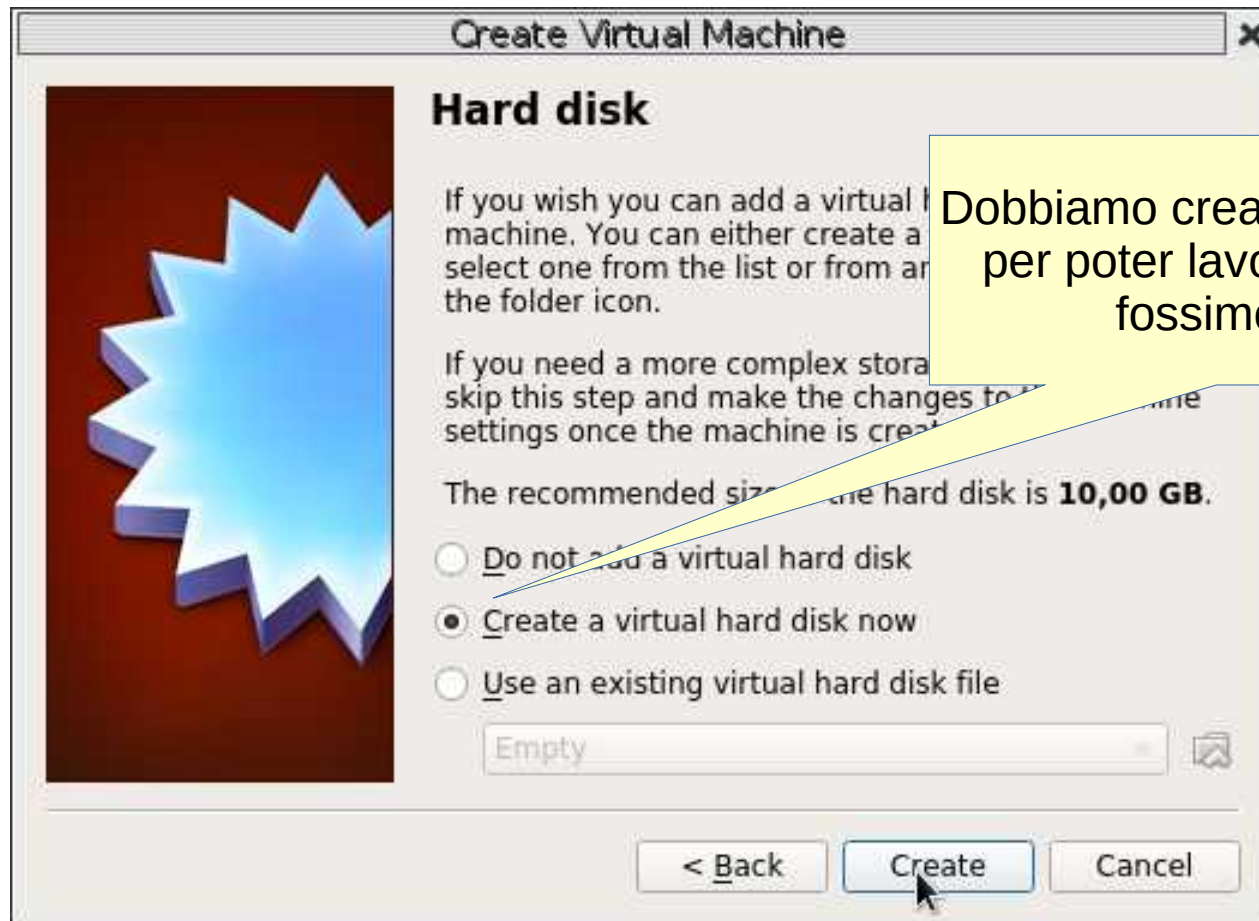 Create Virtual Machine
Hard disk
If you wish you can add a virtual
machine. You can either create a
select one from the list or from
the folder icon.
Dobbiamo crea
per poter lavo
fossimo
If you need a more complex stora
skip this step and make the changes to
settings once the machine is
The recommended the hard disk is 10,00 GB.
Do not add a virtual hard disk
Create a virtual hard disk now
Use an existing virtual hard disk file
Empty
< Back
Create
Cancel